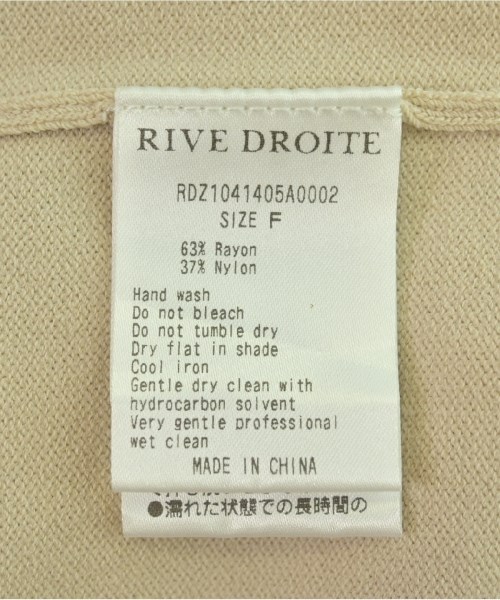 RIVE DROITE
RDZ1041405A0002
SIZE F
63% Rayon
37% Nylon
Hand wash
Do not bleach
Do not tumble dry
Dry flat in shade
Cool iron
Gentle dry clean with
hydrocarbon solvent
Very gentle professional
wet clean
MADE IN CHINA
●濡れた状態での長時間の